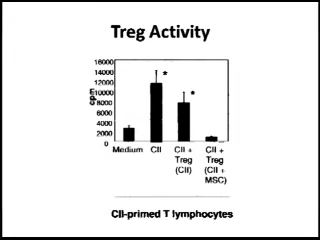 Treg Activity
16000
14000
12000
10000
8000
6000
4000
2000
0
cpm
*
*
Medium CII CII + CII +
Treg Treg
(CII) (CII +
MSC)
CII-primed T lymphocytes